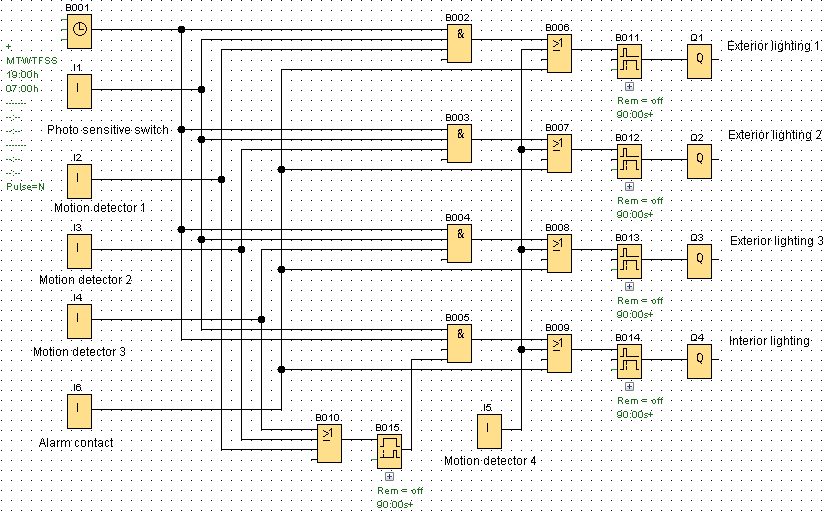 B001
+
MTWTFSS
19:00h
07:00h
--:--
--:--
--:--
--:--
Pulse=N
.I1
I
Photo sensitive switch
.I2
I
Motion detector 1
.I3
I
Motion detector 2
.I4
I
Motion detector 3
.I6
I
Alarm contact
B002
&
B003
&
B004
&
B005
&
B006
≥1
B007
≥1
B008
≥1
B009
≥1
B010
≥1
B015
Rem = off
90:00s+
.I5
I
Motion detector 4
B011
Rem = off
90:00s+
B012
Rem = off
90:00s+
B013
Rem = off
90:00s+
B014
Rem = off
90:00s+
Q1
Q
Exterior lighting 1
Q2
Q
Exterior lighting 2
Q3
Q
Exterior lighting 3
Q4
Q
Interior lighting